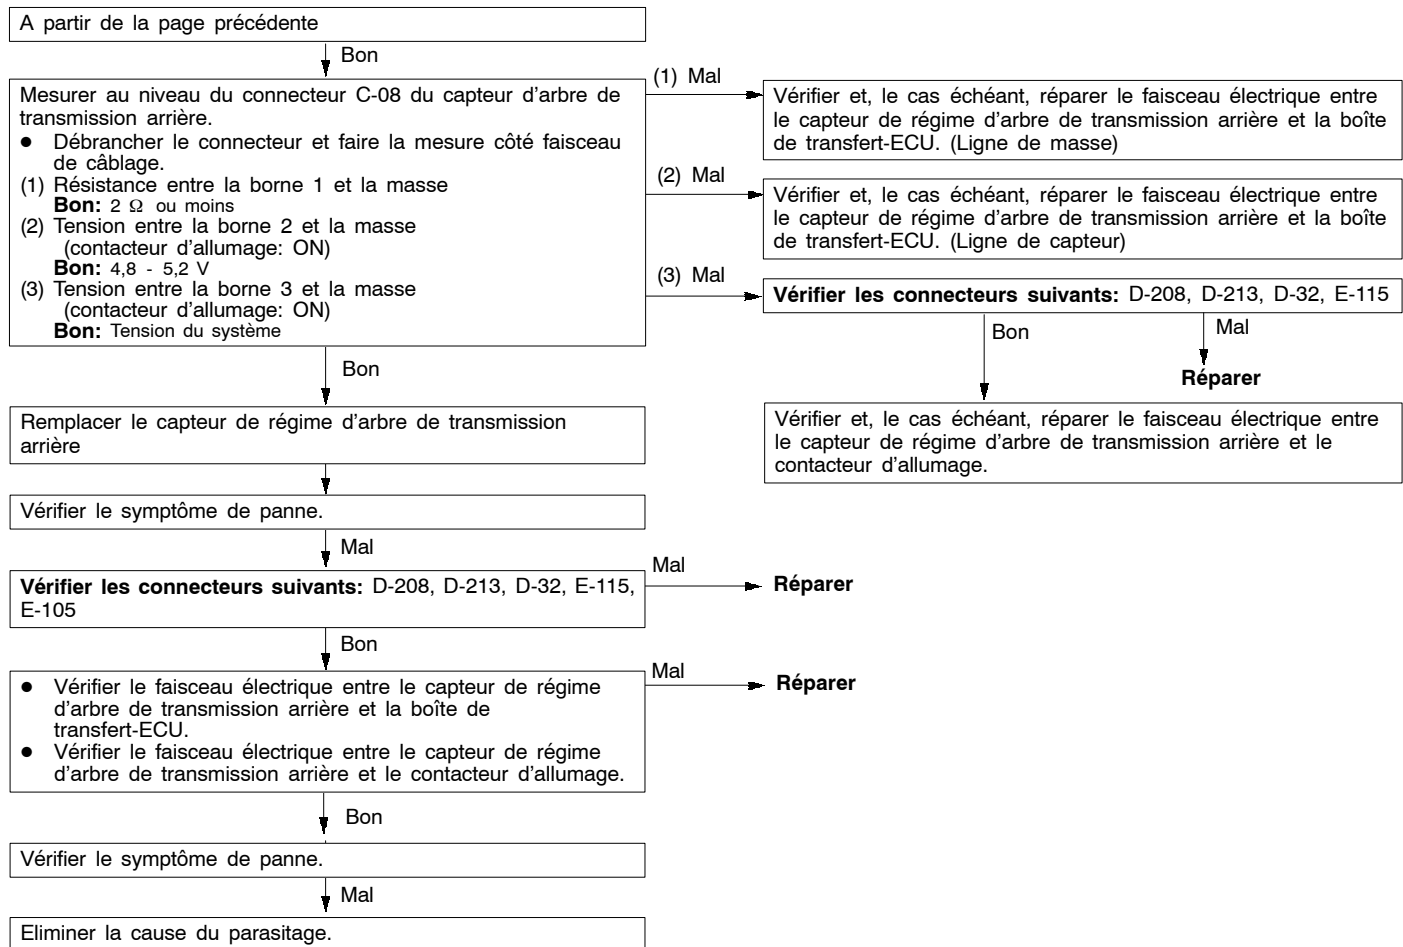 A partir de la page précédente
Bon
Mesurer au niveau du connecteur C-08 du capteur d'arbre de
transmission arrière.
● Débrancher le connecteur et faire la mesure côté faisceau
de câblage.
(1) Résistance entre la borne 1 et la masse
Bon: 2 Ω ou moins
(2) Tension entre la borne 2 et la masse
(contacteur d'allumage: ON)
Bon: 4,8 - 5,2 V
(3) Tension entre la borne 3 et la masse
(contacteur d'allumage: ON)
Bon: Tension du système
(1) Mal
Vérifier et, le cas échéant, réparer le faisceau électrique entre
le capteur de régime d'arbre de transmission arrière et la boîte
de transfert-ECU. (Ligne de masse)
(2) Mal
Vérifier et, le cas échéant, réparer le faisceau électrique entre
le capteur de régime d'arbre de transmission arrière et la boîte
de transfert-ECU. (Ligne de capteur)
(3) Mal
Vérifier les connecteurs suivants: D-208, D-213, D-32, E-115
Bon
Mal
Réparer
Vérifier et, le cas échéant, réparer le faisceau électrique entre
le capteur de régime d'arbre de transmission arrière et le
contacteur d'allumage.
Bon
Remplacer le capteur de régime d'arbre de transmission
arrière
Vérifier le symptôme de panne.
Mal
Vérifier les connecteurs suivants: D-208, D-213, D-32, E-115,
E-105
Mal
Réparer
Bon
● Vérifier le faisceau électrique entre le capteur de régime
d'arbre de transmission arrière et la boîte de
transfert-ECU.
● Vérifier le faisceau électrique entre le capteur de régime
d'arbre de transmission arrière et le contacteur d'allumage.
Mal
Réparer
Bon
Vérifier le symptôme de panne.
Mal
Eliminer la cause du parasitage.